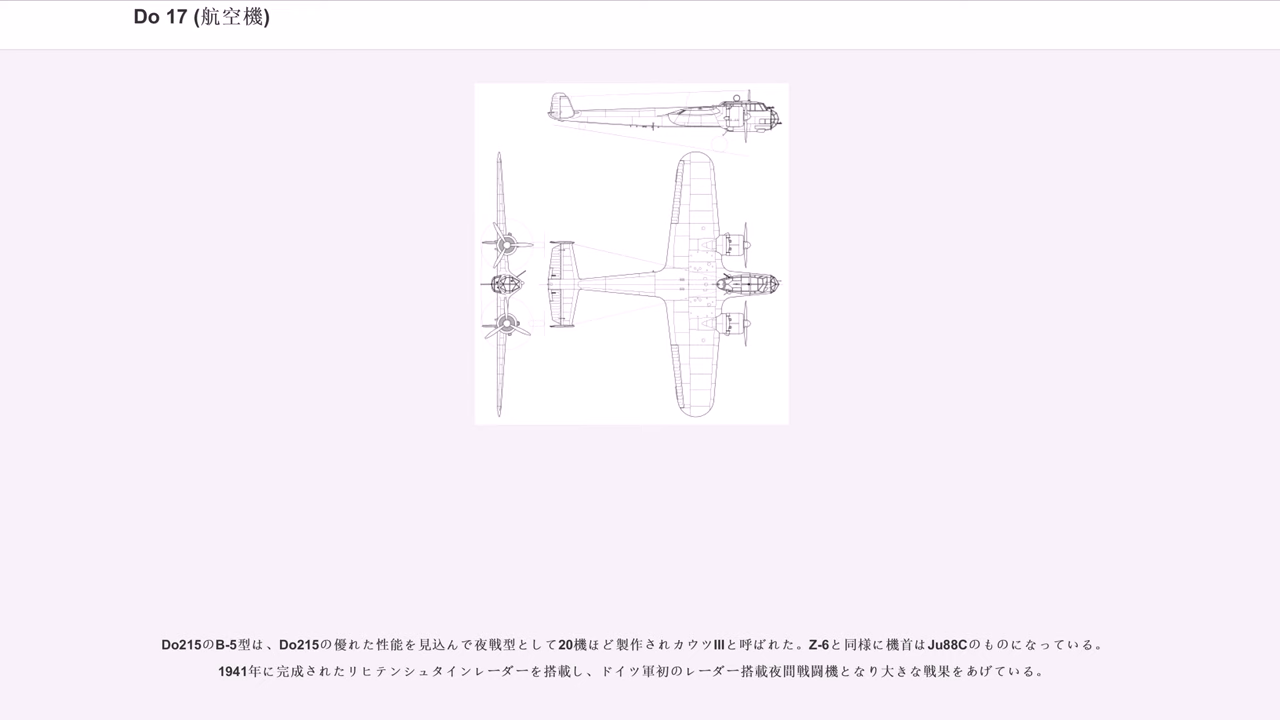 Do 17 (航空機)
Do215のB-5型は、Do215の優れた性能を見込んで夜戦型として20機ほど製作されカウツIIIと呼ばれた。Z-6と同様に機首はJu88Cのものになっている。
1941年に完成されたリヒテンシュタインレーダーを搭載し、ドイツ軍初のレーダー搭載夜間戦闘機となり大きな戦果をあげている。